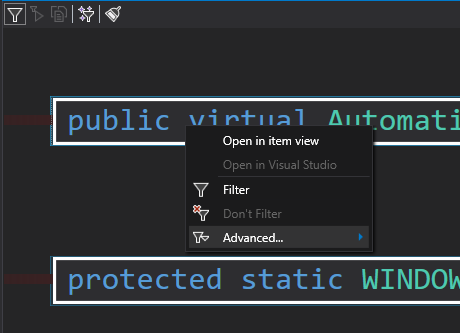 public virtual Automati
Open in item view
Open in Visual Studio
Filter
Don't Filter
Advanced...
protected static WINDOW